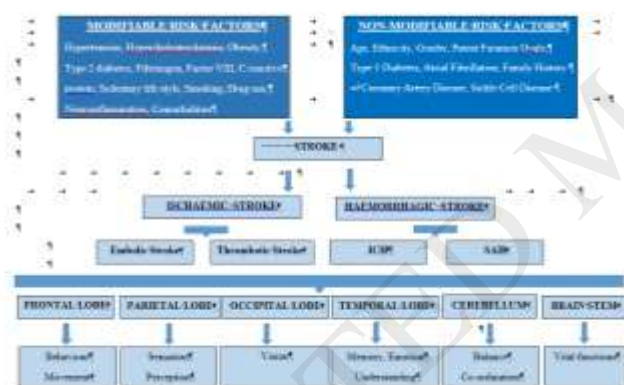 MODIFIABLE RISK FACTORS¶
Hypertension, Hypercholesterolaemia, Obesity¶
Type 2 diabetes, Fibrinogen, Factor VIII, C-reactive
protein, Sedentary life style, Smoking, Drug use¶
Neuroinflammation, Comorbidities¶
NON-MODIFIABLE RISK FACTORS¶
Age, Ethnicity, Gender, Patent Foramen Ovale¶
Type 1 Diabetes, Atrial Fibrillation, Family History
of Coronary Artery Disease, Sickle Cell Disease¶
STROKE¶
ISCHAEMIC STROKE¶
HAEMORRHAGIC STROKE¶
Embolic Stroke¶
Thrombotic Stroke¶
ICH¶
SAH¶
FRONTAL LOBE¶
PARIETAL LOBE¶
OCCIPITAL LOBE¶
TEMPORAL LOBE¶
CEREBELLUM¶
BRAIN STEM¶
Behaviour¶
Movement¶
Sensation¶
Perception¶
Vision¶
Memory, Emotion¶
Understanding¶
Balance¶
Co-ordination¶
Vital functions¶
TED M